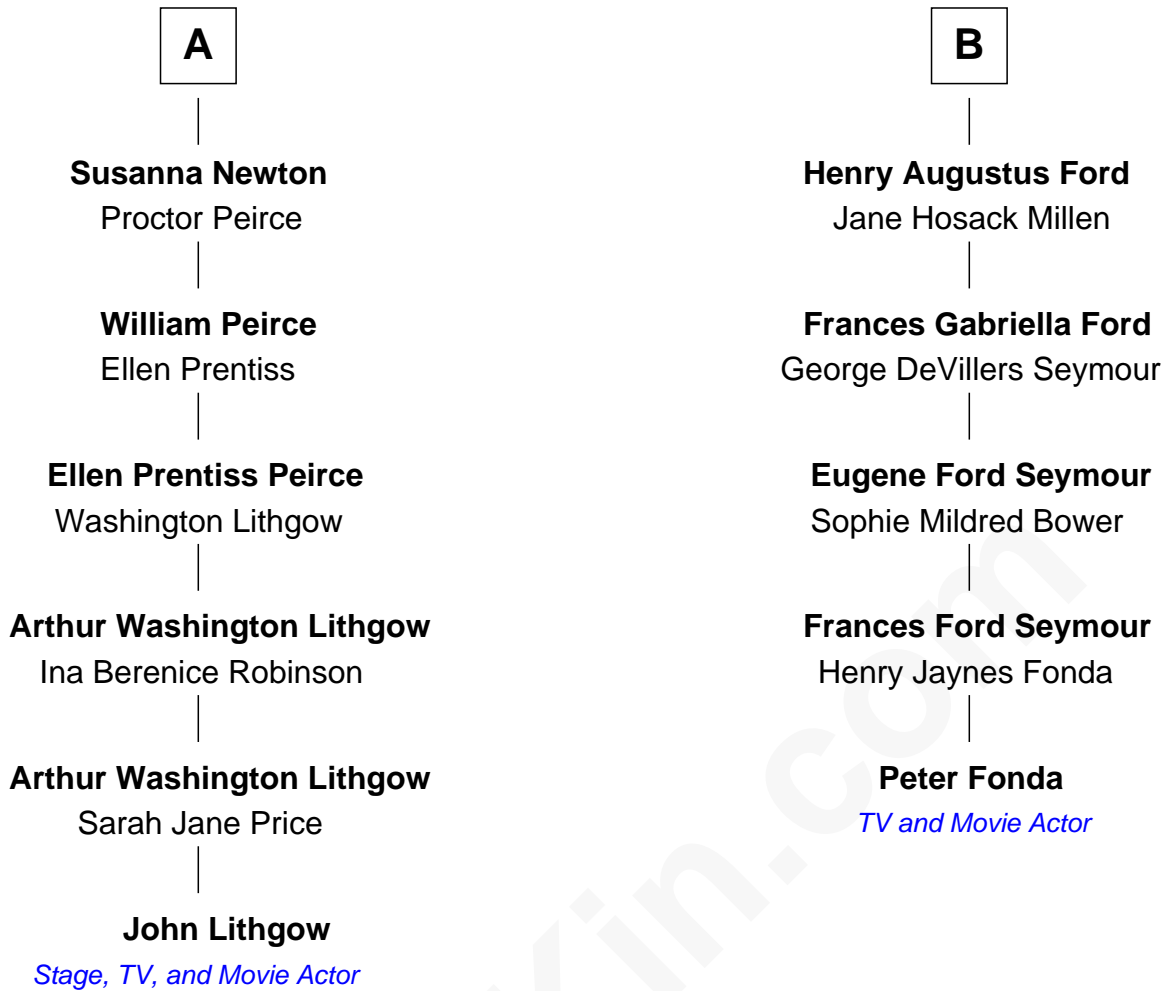 A
Susanna Newton
Proctor Peirce
William Peirce
Ellen Prentiss
Ellen Prentiss Peirce
Washington Lithgow
Arthur Washington Lithgow
Ina Berenice Robinson
Arthur Washington Lithgow
Sarah Jane Price
John Lithgow
Stage, TV, and Movie Actor
B
Henry Augustus Ford
Jane Hosack Millen
Frances Gabriella Ford
George DeVillers Seymour
Eugene Ford Seymour
Sophie Mildred Bower
Frances Ford Seymour
Henry Jaynes Fonda
Peter Fonda
TV and Movie Actor
Kin.com